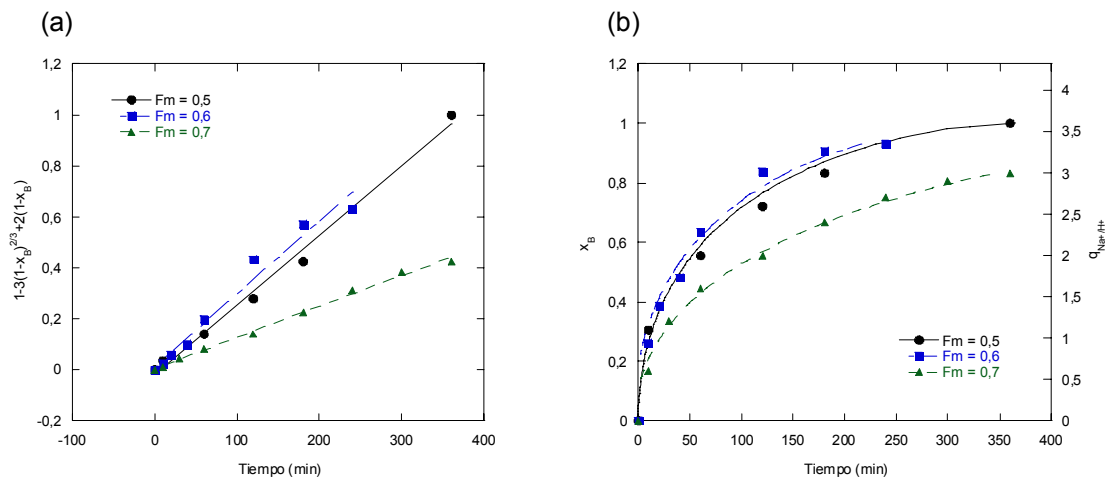 (a)
1-3(1-x_B)^{2/3}+2(1-x_B)
1,2
1
0,8
0,6
0,4
0,2
0
-0,2
-100 0 100 200 300 400
Tiempo (min)
Fm = 0,5
Fm = 0,6
Fm = 0,7
(b)
x_B
1,2
1
0,8
0,6
0,4
0,2
0
0 50 100 150 200 250 300 350 400
Tiempo (min)
4
3,5
3
2,5
2
1,5
1
0,5
0
q_{Na+/H+}
Fm = 0,5
Fm = 0,6
Fm = 0,7